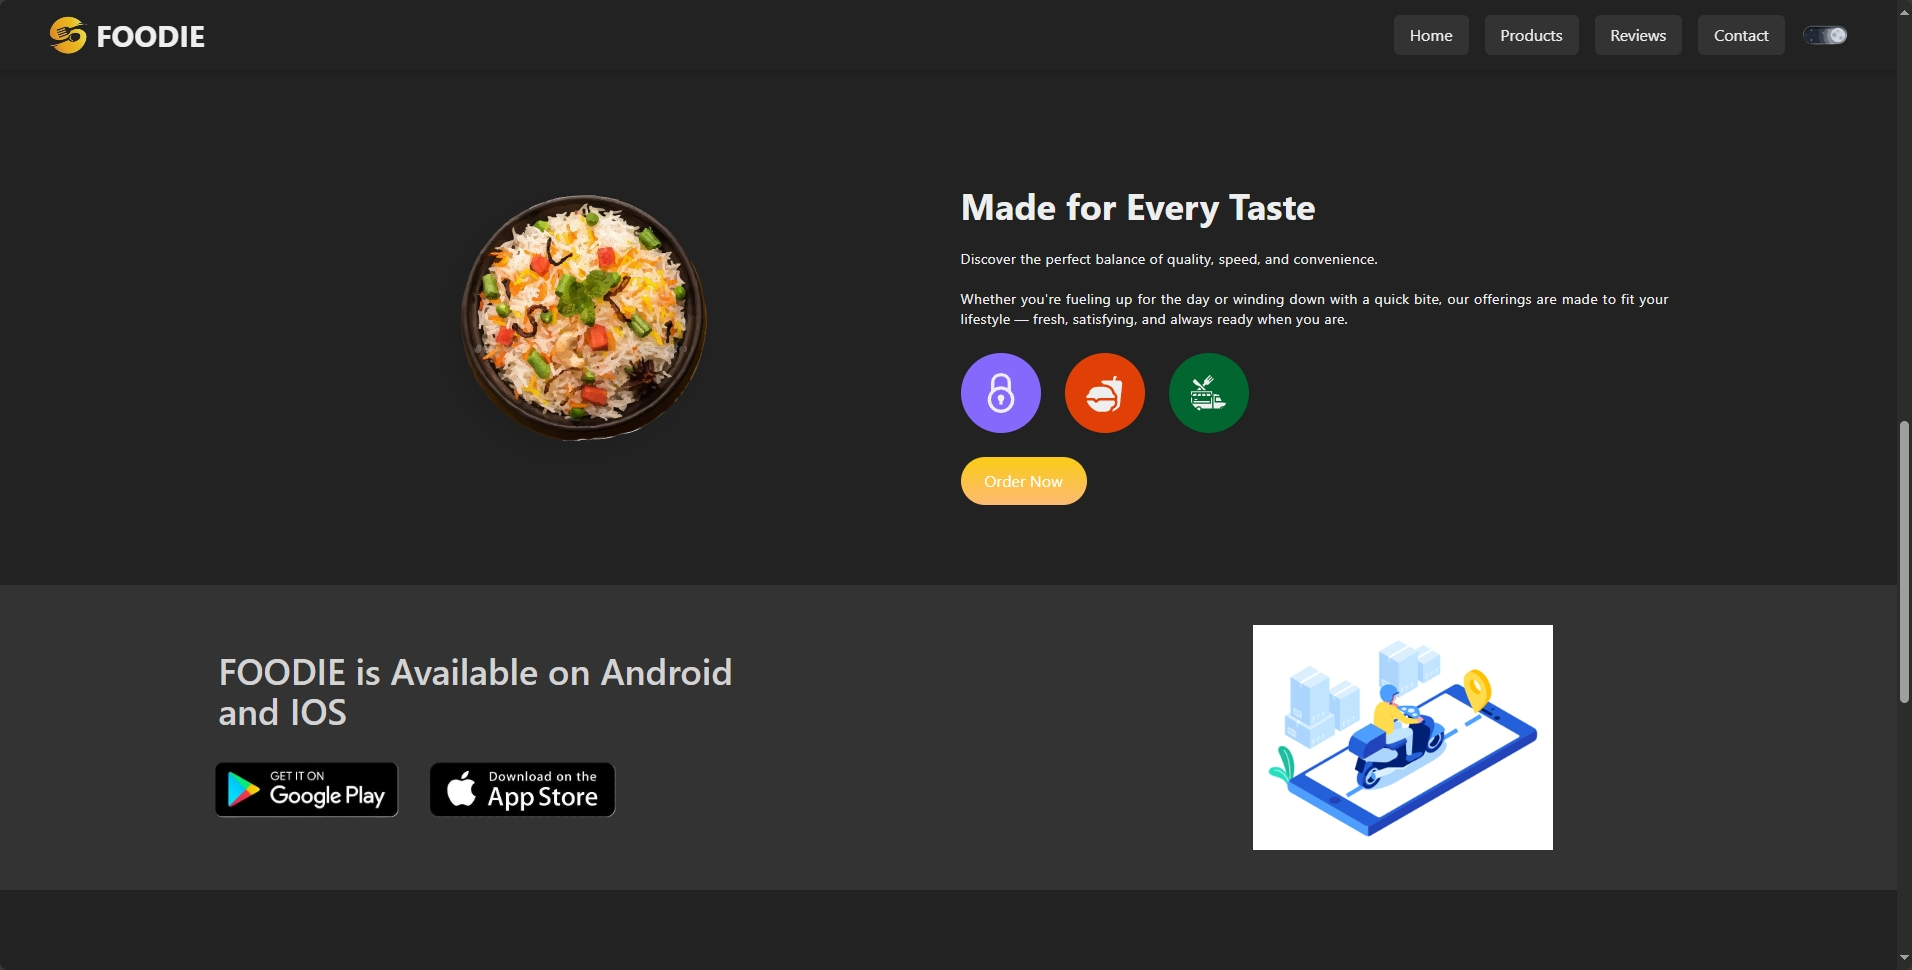 FOODIE
Home
Products
Reviews
Contact
Made for Every Taste
Discover the perfect balance of quality, speed, and convenience.
Whether you're fueling up for the day or winding down with a quick bite, our offerings are made to fit your
lifestyle — fresh, satisfying, and always ready when you are.
Order Now
FOODIE is Available on Android
and IOS
GET IT ON
Google Play
Download on the
App Store